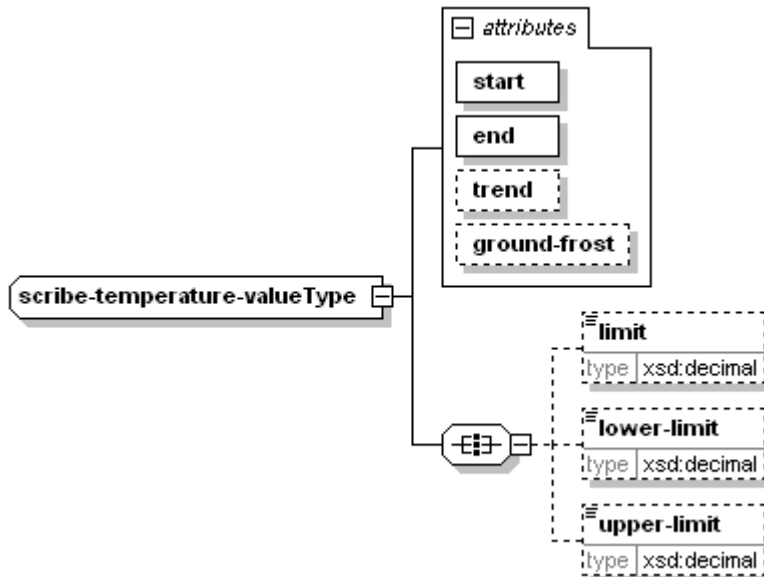 attributes
start
end
trend
ground-frost
scribe-temperature-valueType
limit
type xsd:decimal
lower-limit
type xsd:decimal
upper-limit
type xsd:decimal